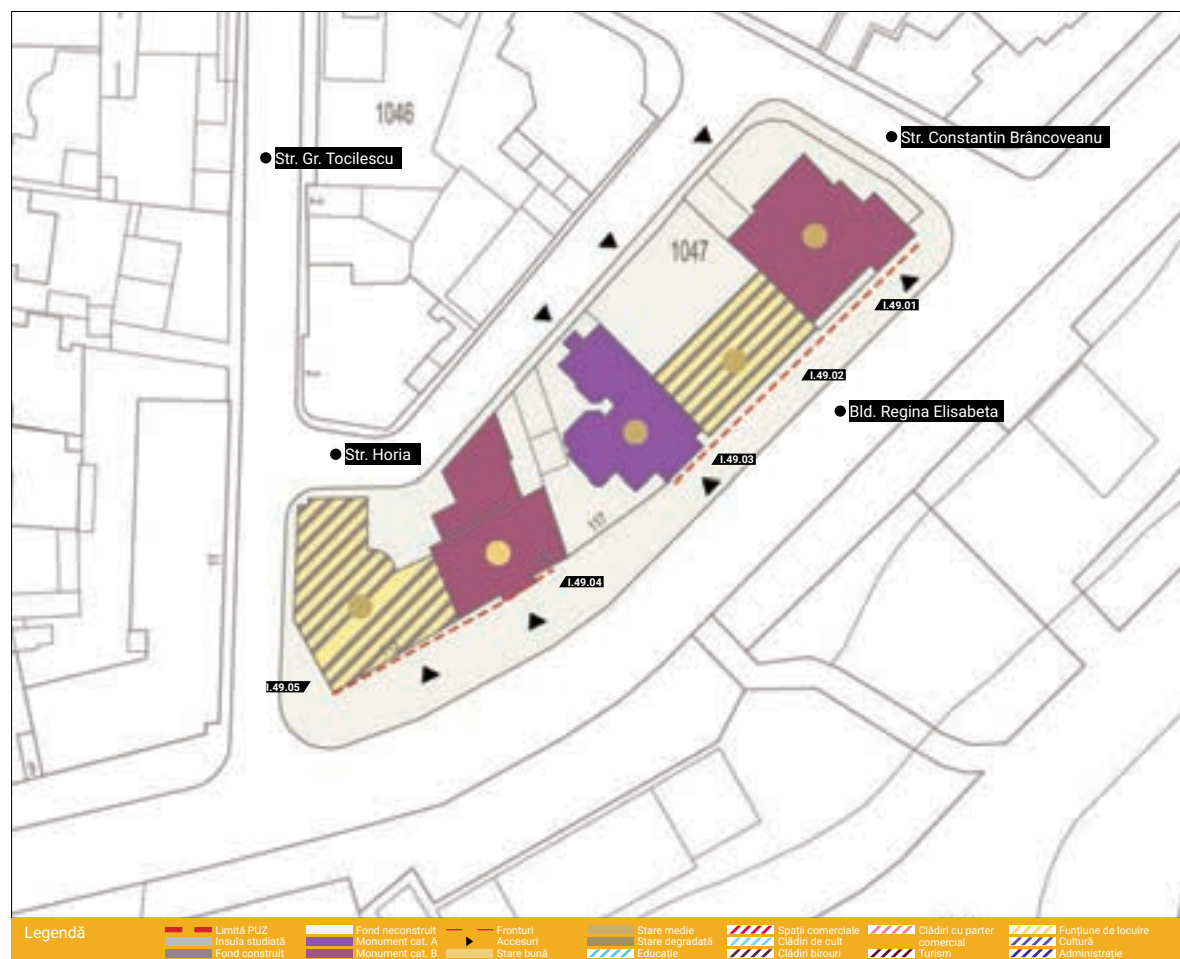 1046
Str. Constantin Brâncoveanu
Str. Gr. Tocilescu
1047
I.49.01
I.49.02
Bld. Regina Elisabeta
Str. Horia
I.49.03
117
I.49.04
I.49.05
Legendă
Limită PUZ
Insula studiată
Fond construit
Fond neconstruit
Monument cat. A
Monument cat. B
Fronturi
Accesuri
Stare bună
Stare medie
Stare degradată
Educație
Spații comerciale
Clădiri de cult
Clădiri birouri
Clădiri cu parter
comercial
Turism
Funțiune de locuire
Cultură
Administrație